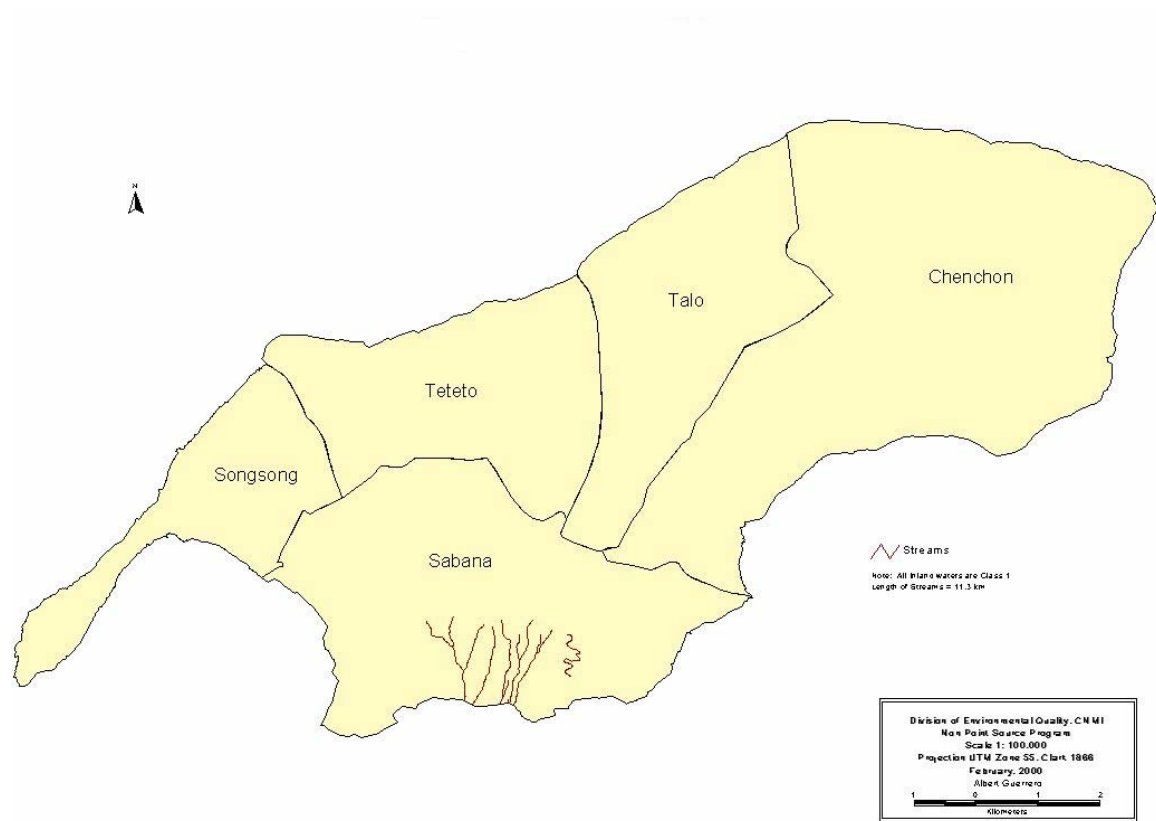 N
Chenchon
Talo
Teteto
Songsong
Sabana
Streams
Note: All inland waters are Class 1
Length of Streams = 11.3 km
Division of Environmental Quality, CNMI
Non Point Source Program
Scale 1: 100,000
Projection UTM Zone 55, Clark 1866
February, 2000
Albert Guerrero
1 0 1 2
Kilometers